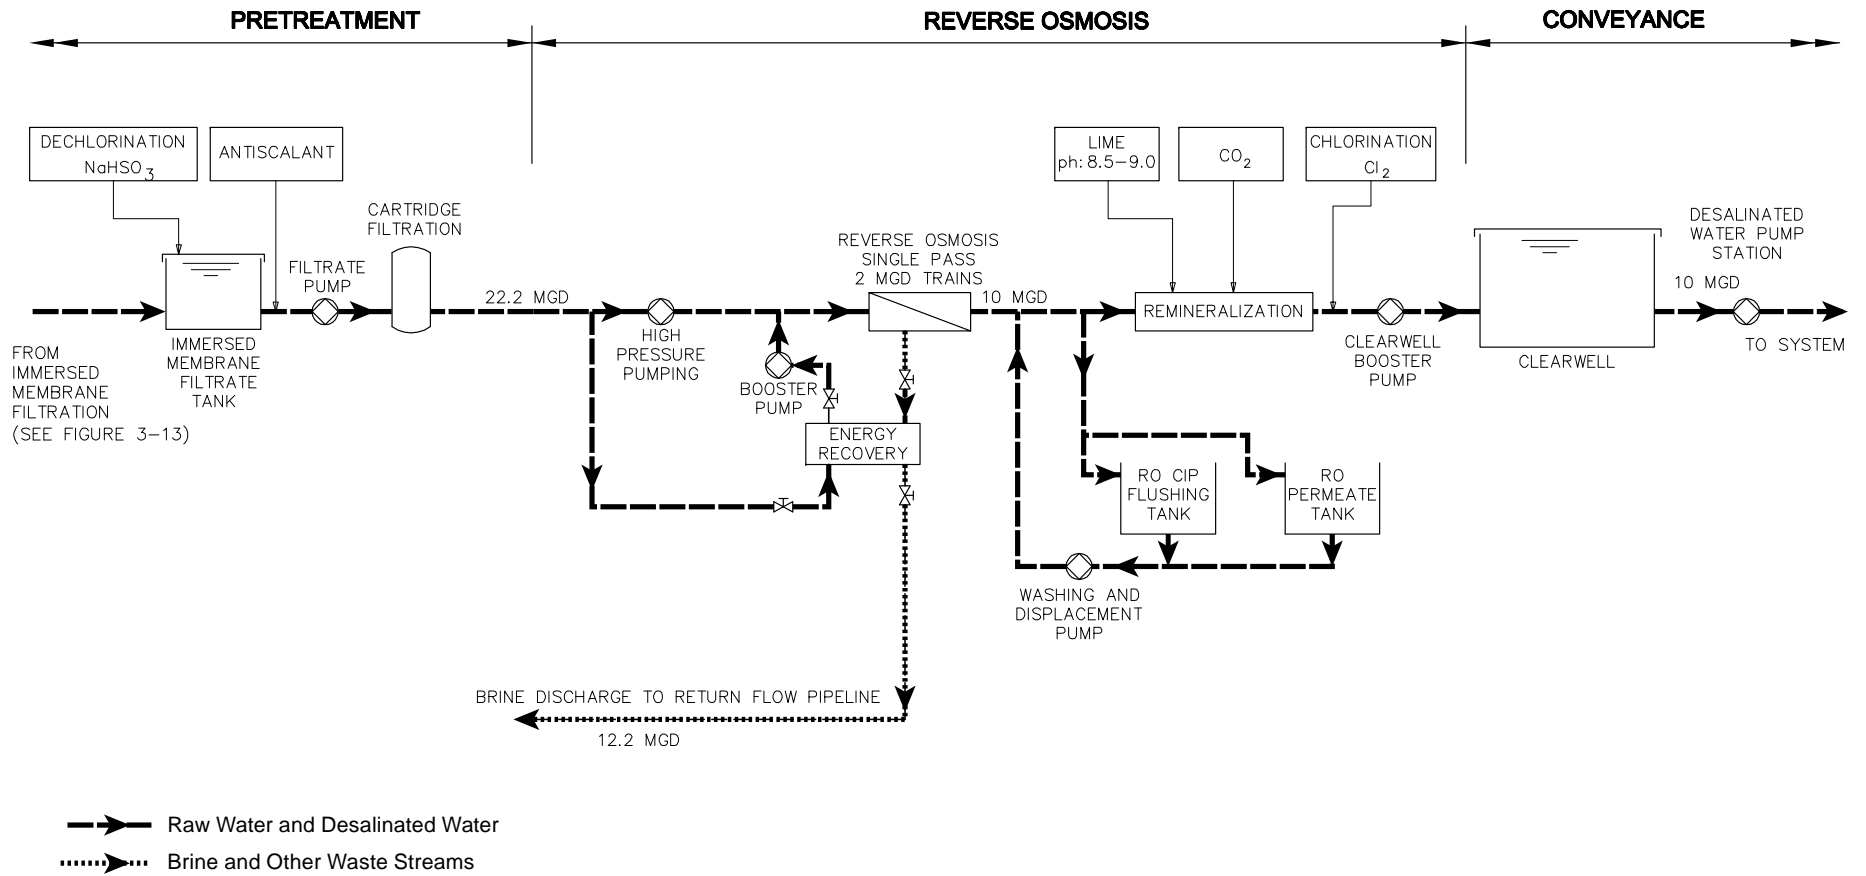 PRETREATMENT
REVERSE OSMOSIS
CONVEYANCE
DECHLORINATION
NaHSO3
ANTISCALANT
CARTRIDGE
FILTRATION
FILTRATE
PUMP
FROM
IMMERSED
MEMBRANE
FILTRATION
(SEE FIGURE 3-13)
IMMERSED
MEMBRANE
FILTRATE
TANK
22.2 MGD
HIGH
PRESSURE
PUMPING
BOOSTER
PUMP
REVERSE OSMOSIS
SINGLE PASS
2 MGD TRAINS
ENERGY
RECOVERY
10 MGD
LIME
ph: 8.5-9.0
CO2
CHLORINATION
Cl2
REMINERALIZATION
CLEARWELL
BOOSTER
PUMP
CLEARWELL
DESALINATED
WATER PUMP
STATION
10 MGD
TO SYSTEM
RO CIP
FLUSHING
TANK
RO
PERMEATE
TANK
WASHING AND
DISPLACEMENT
PUMP
BRINE DISCHARGE TO RETURN FLOW PIPELINE
12.2 MGD
Raw Water and Desalinated Water
Brine and Other Waste Streams